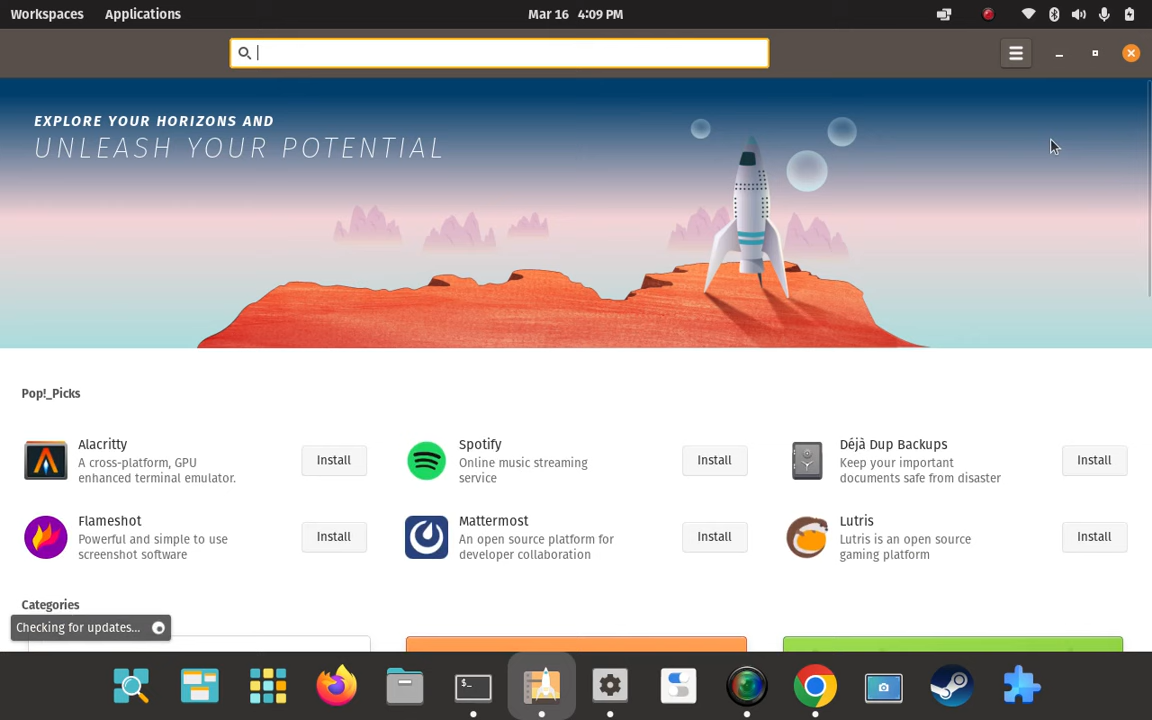 Workspaces Applications Mar 16 4:09 PM
EXPLORE YOUR HORIZONS AND
UNLEASH YOUR POTENTIAL
Pop!_Picks
Alacritty
A cross-platform, GPU
enhanced terminal emulator.
Install
Spotify
Online music streaming
service
Install
Déjà Dup Backups
Keep your important
documents safe from disaster
Install
Flameshot
Powerful and simple to use
screenshot software
Install
Mattermost
An open source platform for
developer collaboration
Install
Lutris
Lutris is an open source
gaming platform
Install
Categories
Checking for updates...
$_